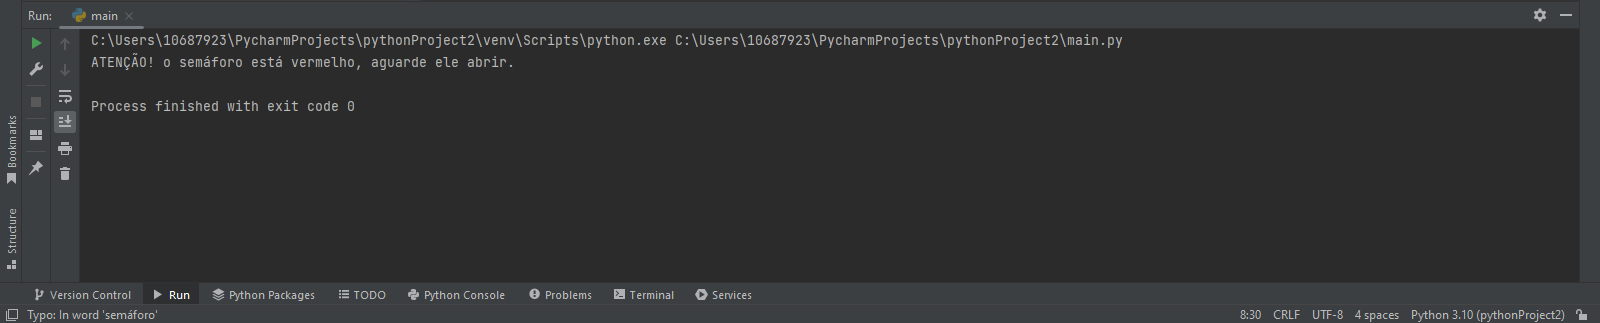 Run: main
C:\Users\10687923\PycharmProjects\pythonProject2\venv\Scripts\python.exe C:\Users\10687923\PycharmProjects\pythonProject2\main.py
ATENÇÃO! o semáforo está vermelho, aguarde ele abrir.
Process finished with exit code 0
Bookmarks
Structure
Version Control Run Python Packages TODO Python Console Problems Terminal Services
Typo: In word 'semáforo' 8:30 CRLF UTF-8 4 spaces Python 3.10 (pythonProject2)